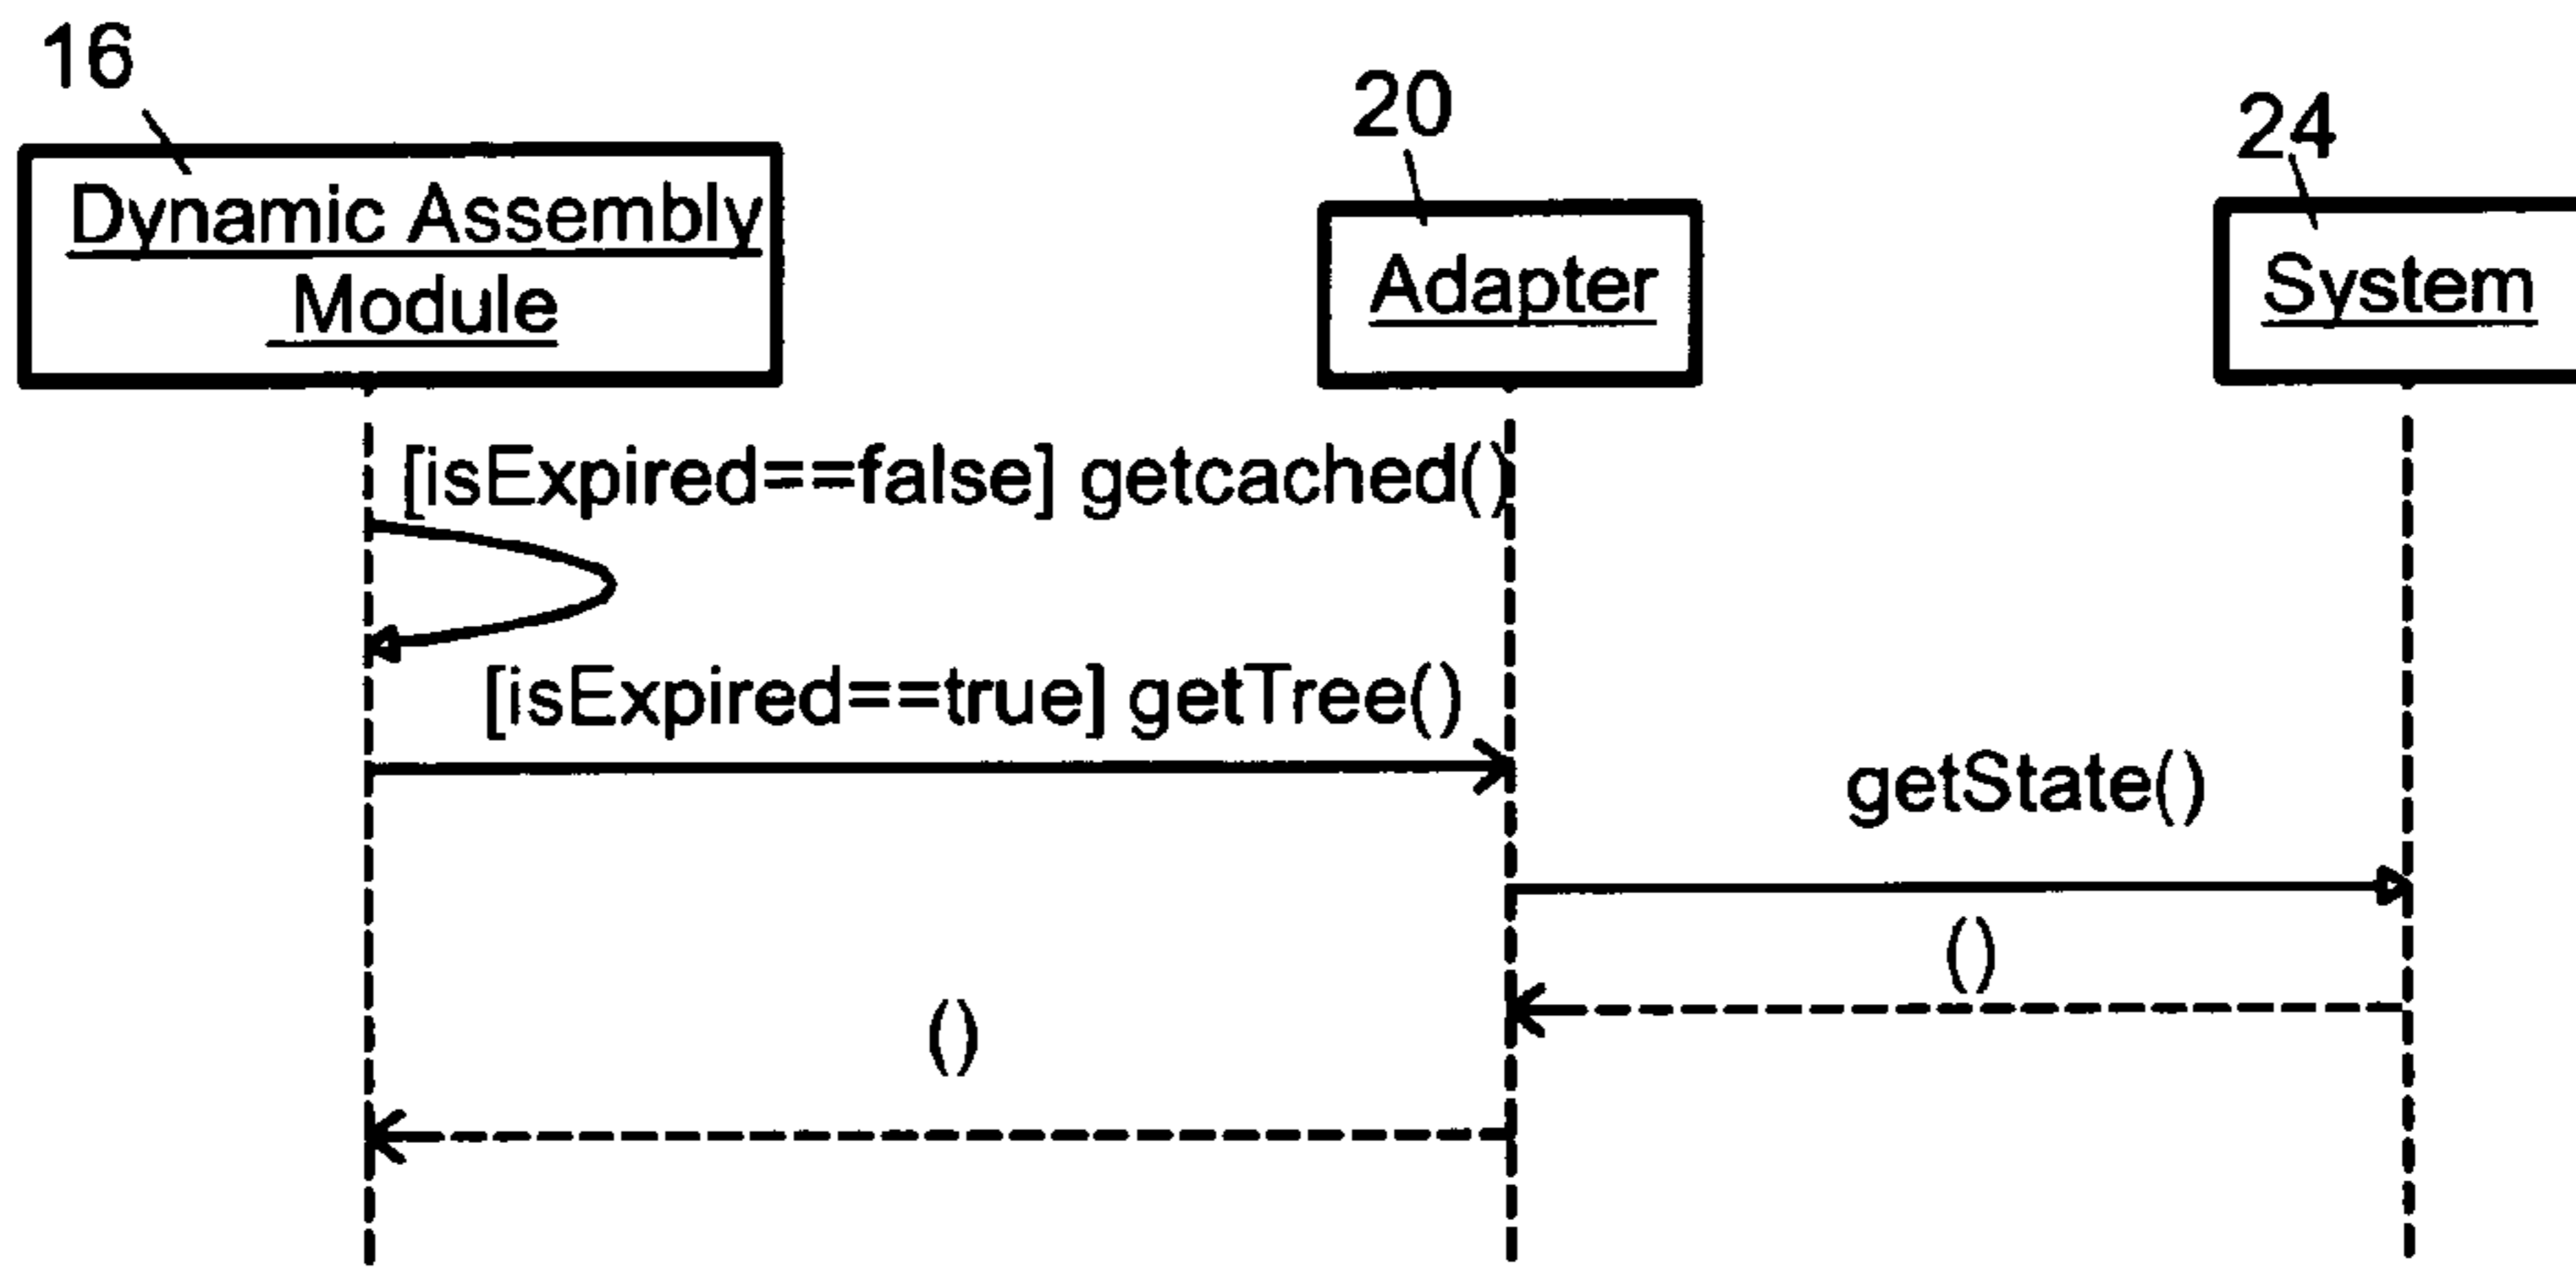 16
20
24
Dynamic Assembly
Module
Adapter
System
[isExpired==false] getcached()
[isExpired==true] getTree()
getState()
()
()